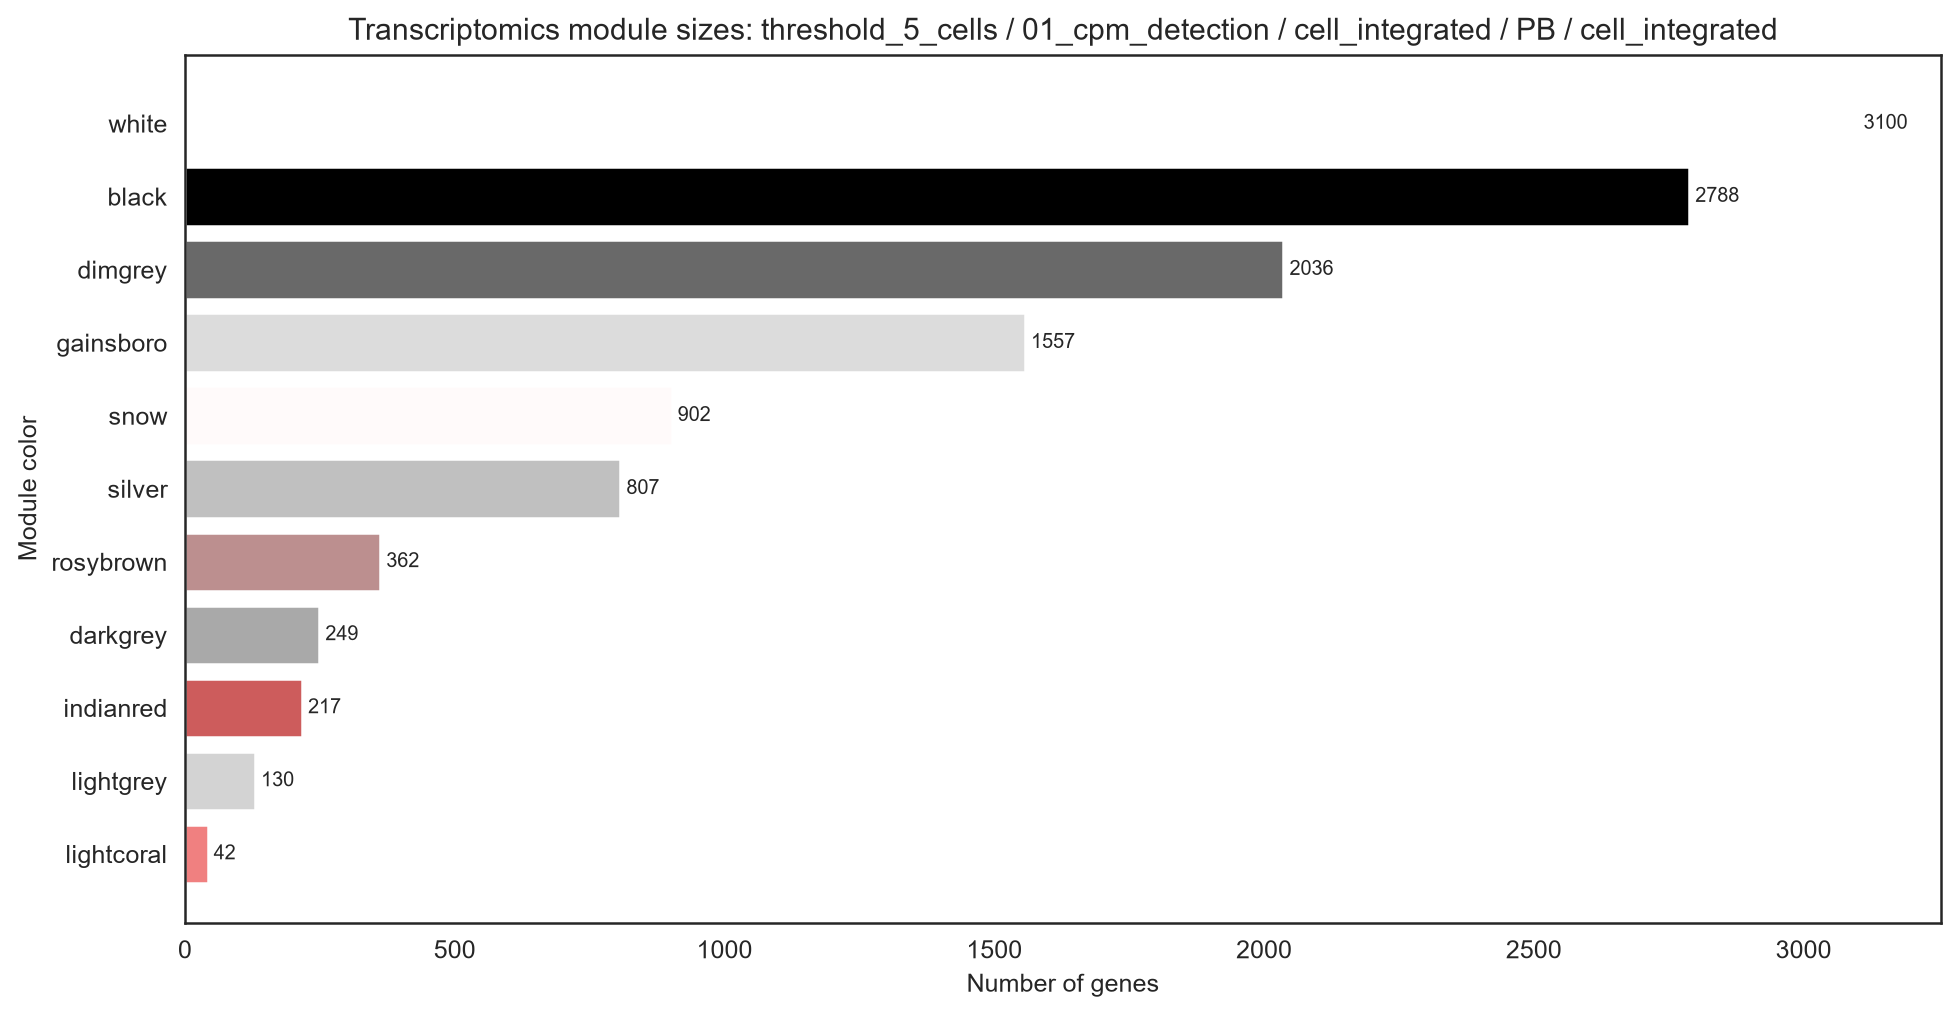 Transcriptomics module sizes: threshold_5_cells / 01_cpm_detection / cell_integrated / PB / cell_integrated
Module color
white 3100
black 2788
dimgrey 2036
gainsboro 1557
snow 902
silver 807
rosybrown 362
darkgrey 249
indianred 217
lightgrey 130
lightcoral 42
0 500 1000 1500 2000 2500 3000
Number of genes